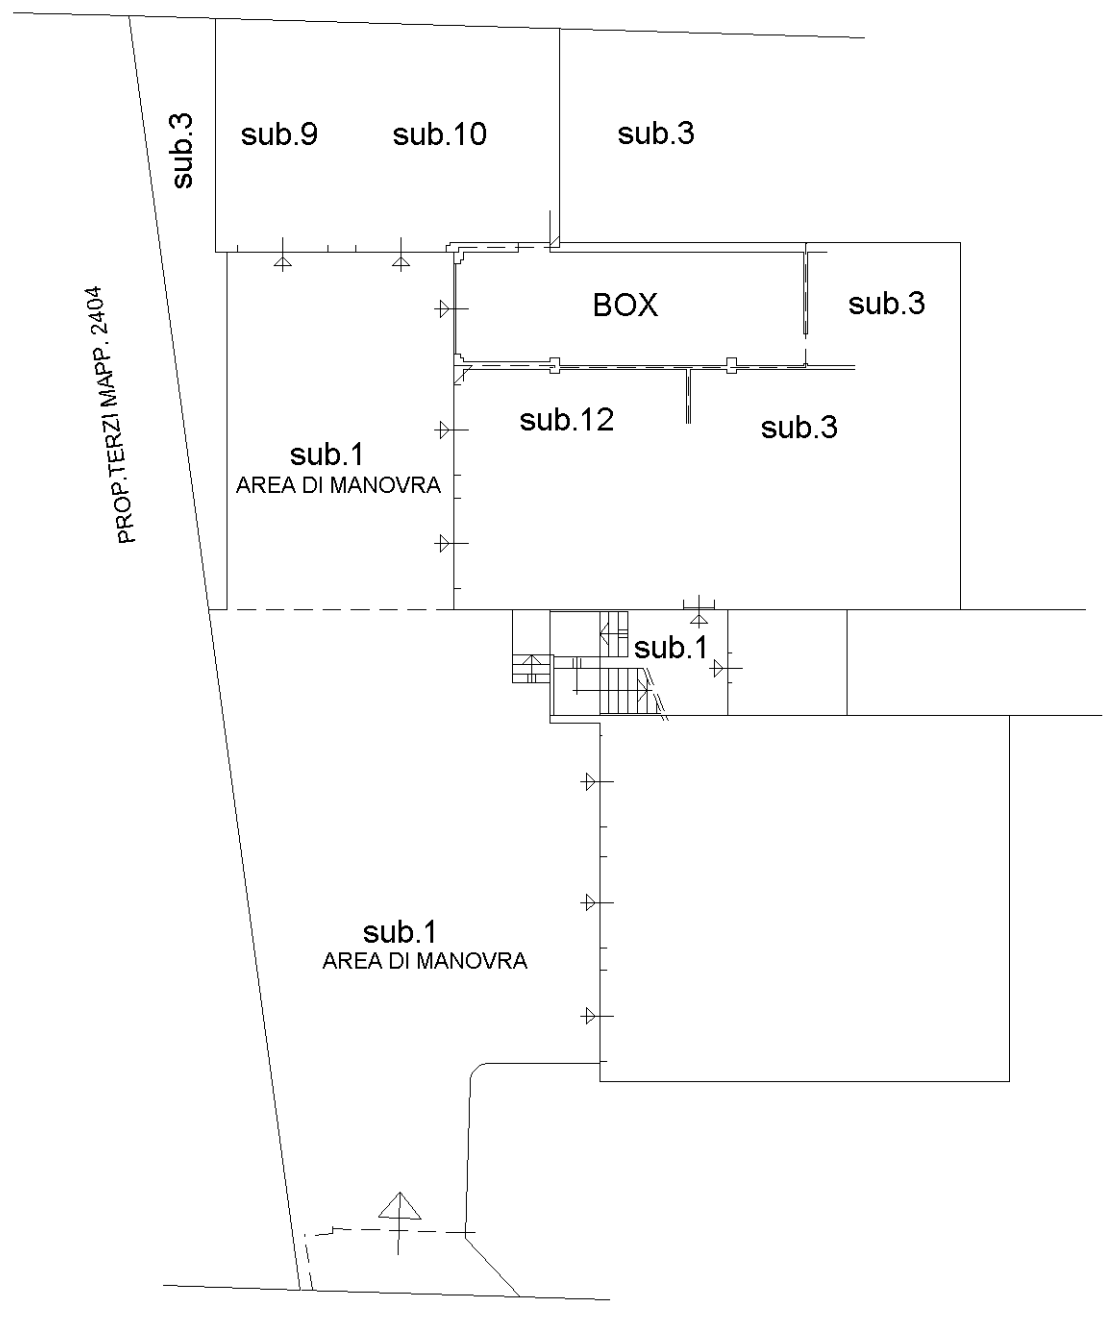 sub.3
sub.9
sub.10
sub.3
BOX
sub.3
PROP.TERZI MAPP. 2404
sub.12
sub.3
sub.1
AREA DI MANOVRA
sub.1
sub.1
AREA DI MANOVRA